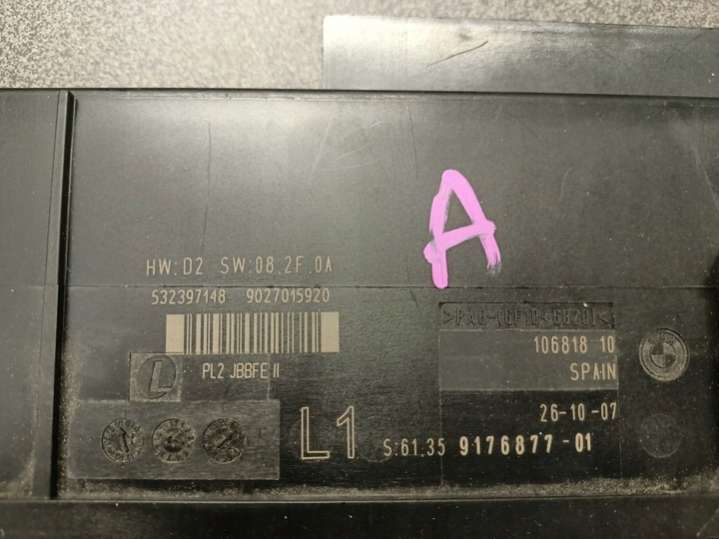 A
HW:D2 SW:08.2F.0A
532397148 9027015920
106818 10
PL2 JBBFE II
SPAIN
26-10-07
L1
S:61.35 9176877-01